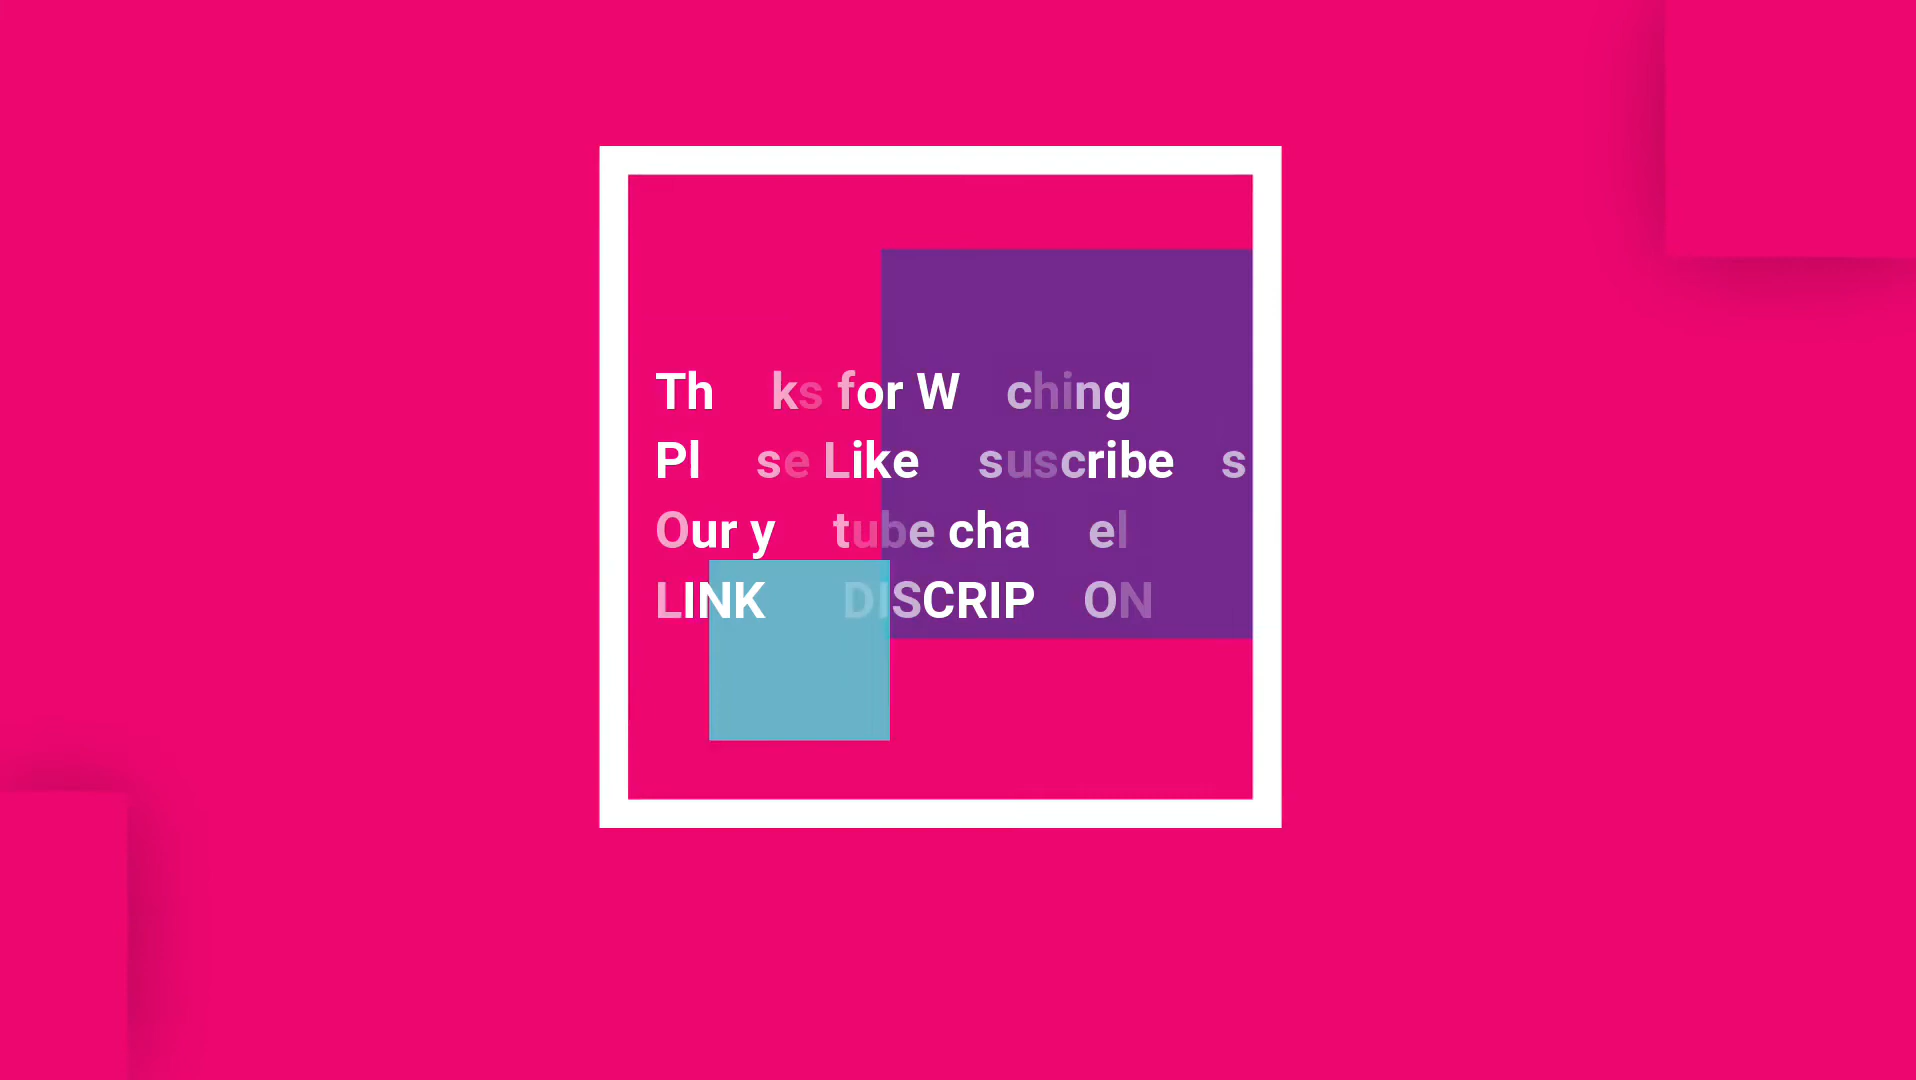 Th ks for W ching
Pl se Like suscribe s
Our y tube cha el
LINK DISCRIP ON